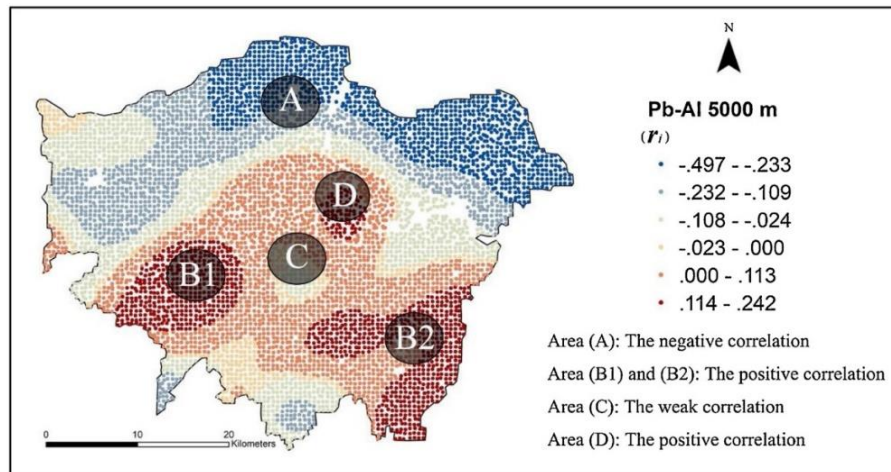 N
A
D
C
B1
B2
Pb-Al 5000 m
(rᵢ)
-.497 - -.233
-.232 - -.109
-.108 - -.024
-.023 - .000
.000 - .113
.114 - .242
Area (A): The negative correlation
Area (B1) and (B2): The positive correlation
Area (C): The weak correlation
Area (D): The positive correlation
0 10 20
Kilometers